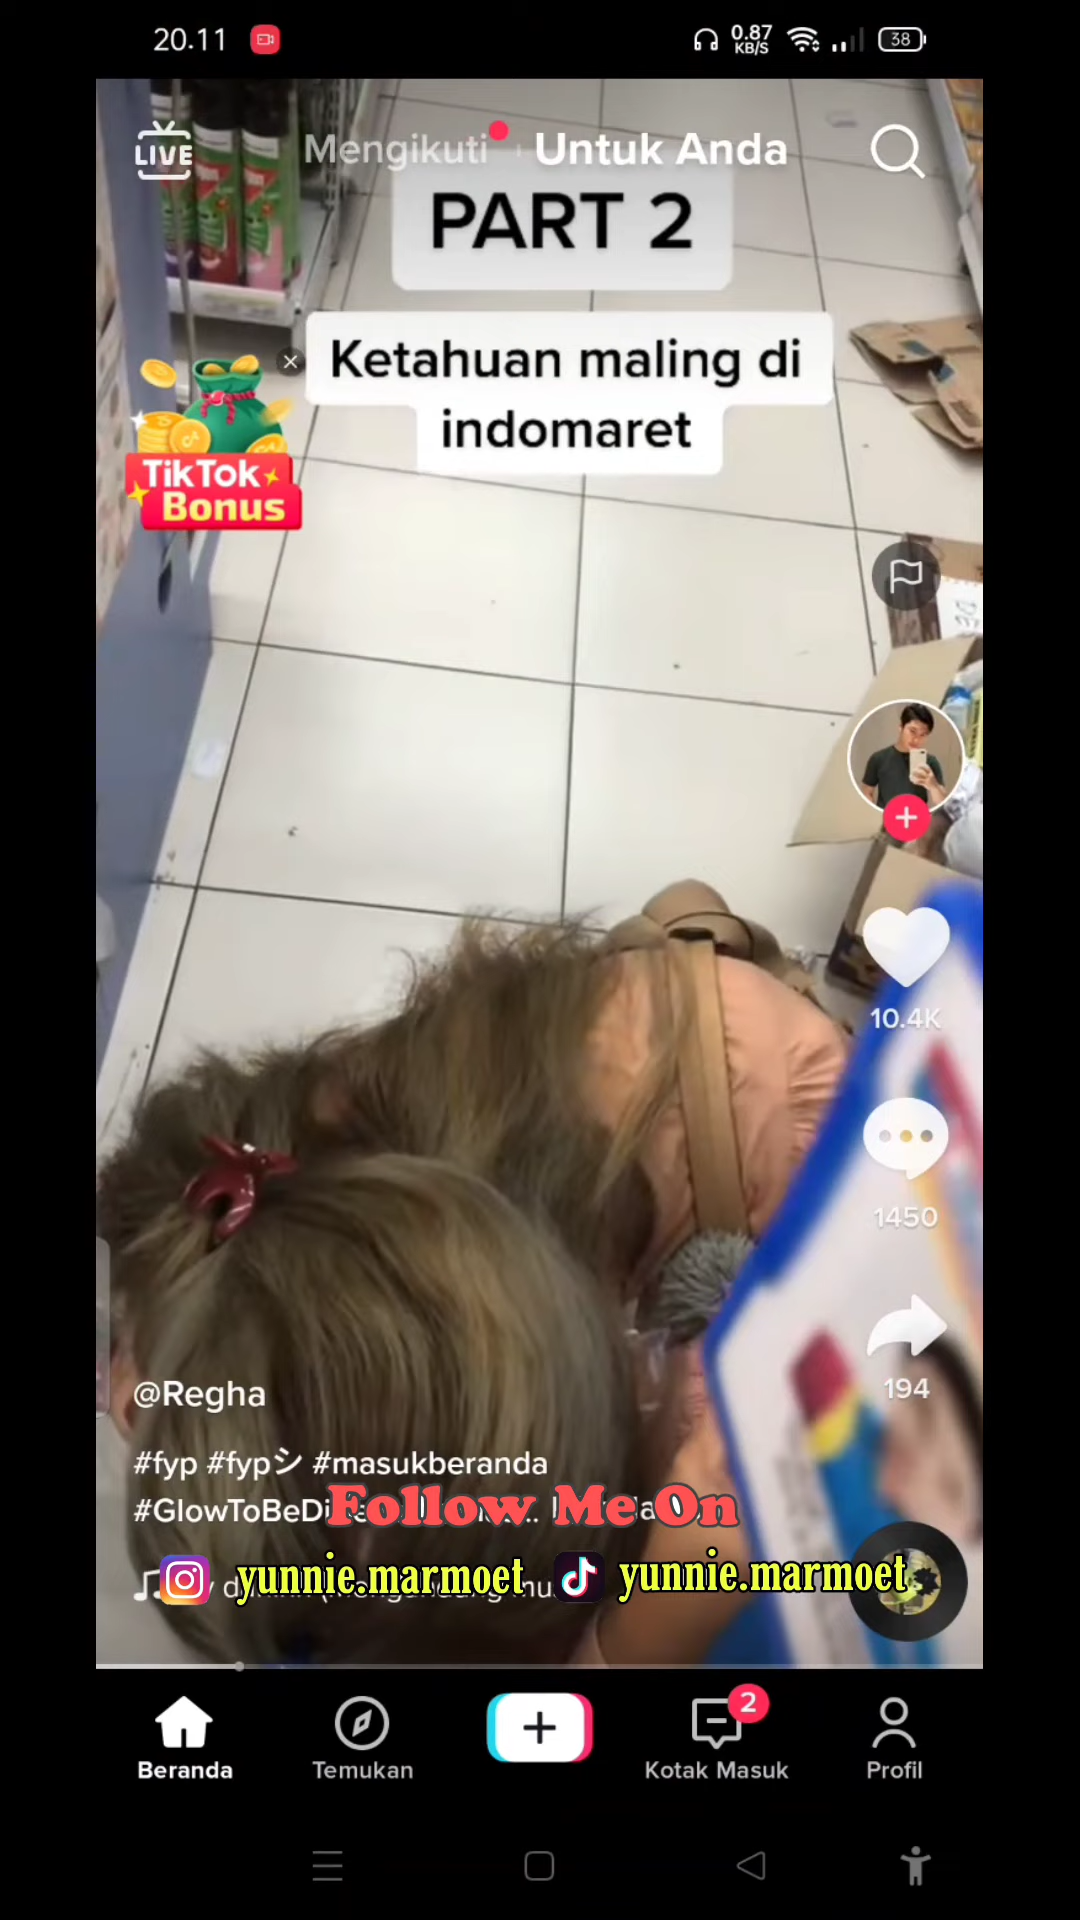 20.11
0.87
KB/S
38
LIVE
Mengikuti
Untuk Anda
PART 2
Ketahuan maling di
indomaret
TikTok
Bonus
10.4K
1450
194
@Regha
#fyp #fypシ #masukberanda
#GlowToBeDi
Follow Me On
yunnie.marmoet
yunnie.marmoet
Beranda
Temukan
2
Kotak Masuk
Profil